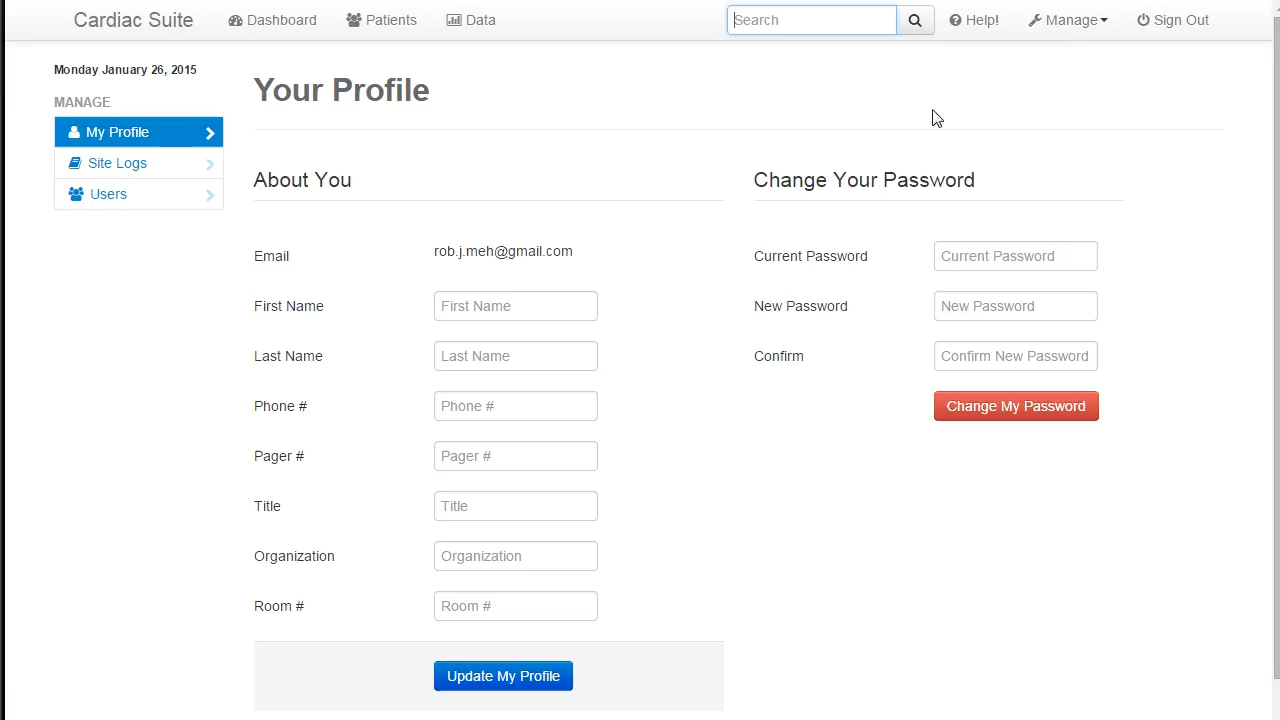 Cardiac Suite Dashboard Patients Data Search Help! Manage Sign Out
Monday January 26, 2015
MANAGE
My Profile
Site Logs
Users
Your Profile
About You
Email rob.j.meh@gmail.com
First Name First Name
Last Name Last Name
Phone # Phone #
Pager # Pager #
Title Title
Organization Organization
Room # Room #
Update My Profile
Change Your Password
Current Password Current Password
New Password New Password
Confirm Confirm New Password
Change My Password